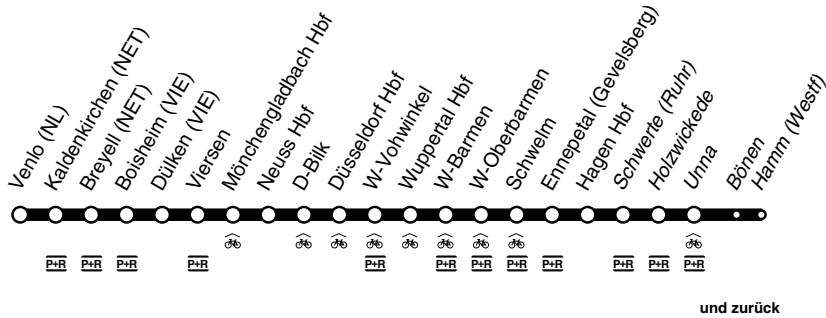 Venlo (NL)
Kaldenkirchen (NET)
Breyell (NET)
Boisheim (VIE)
Dülken (VIE)
Viersen
Mönchengladbach Hbf
Neuss Hbf
D-Bilk
Düsseldorf Hbf
W-Vohwinkel
Wuppertal Hbf
W-Barmen
W-Oberbarmen
Schwelm
Ennepetal (Gevelsberg)
Hagen Hbf
Schwerte (Ruhr)
Holzwickede
Unna
Bönen
Hamm (Westf)
P+R P+R P+R P+R P+R P+R P+R P+R P+R P+R P+R P+R
und zurück